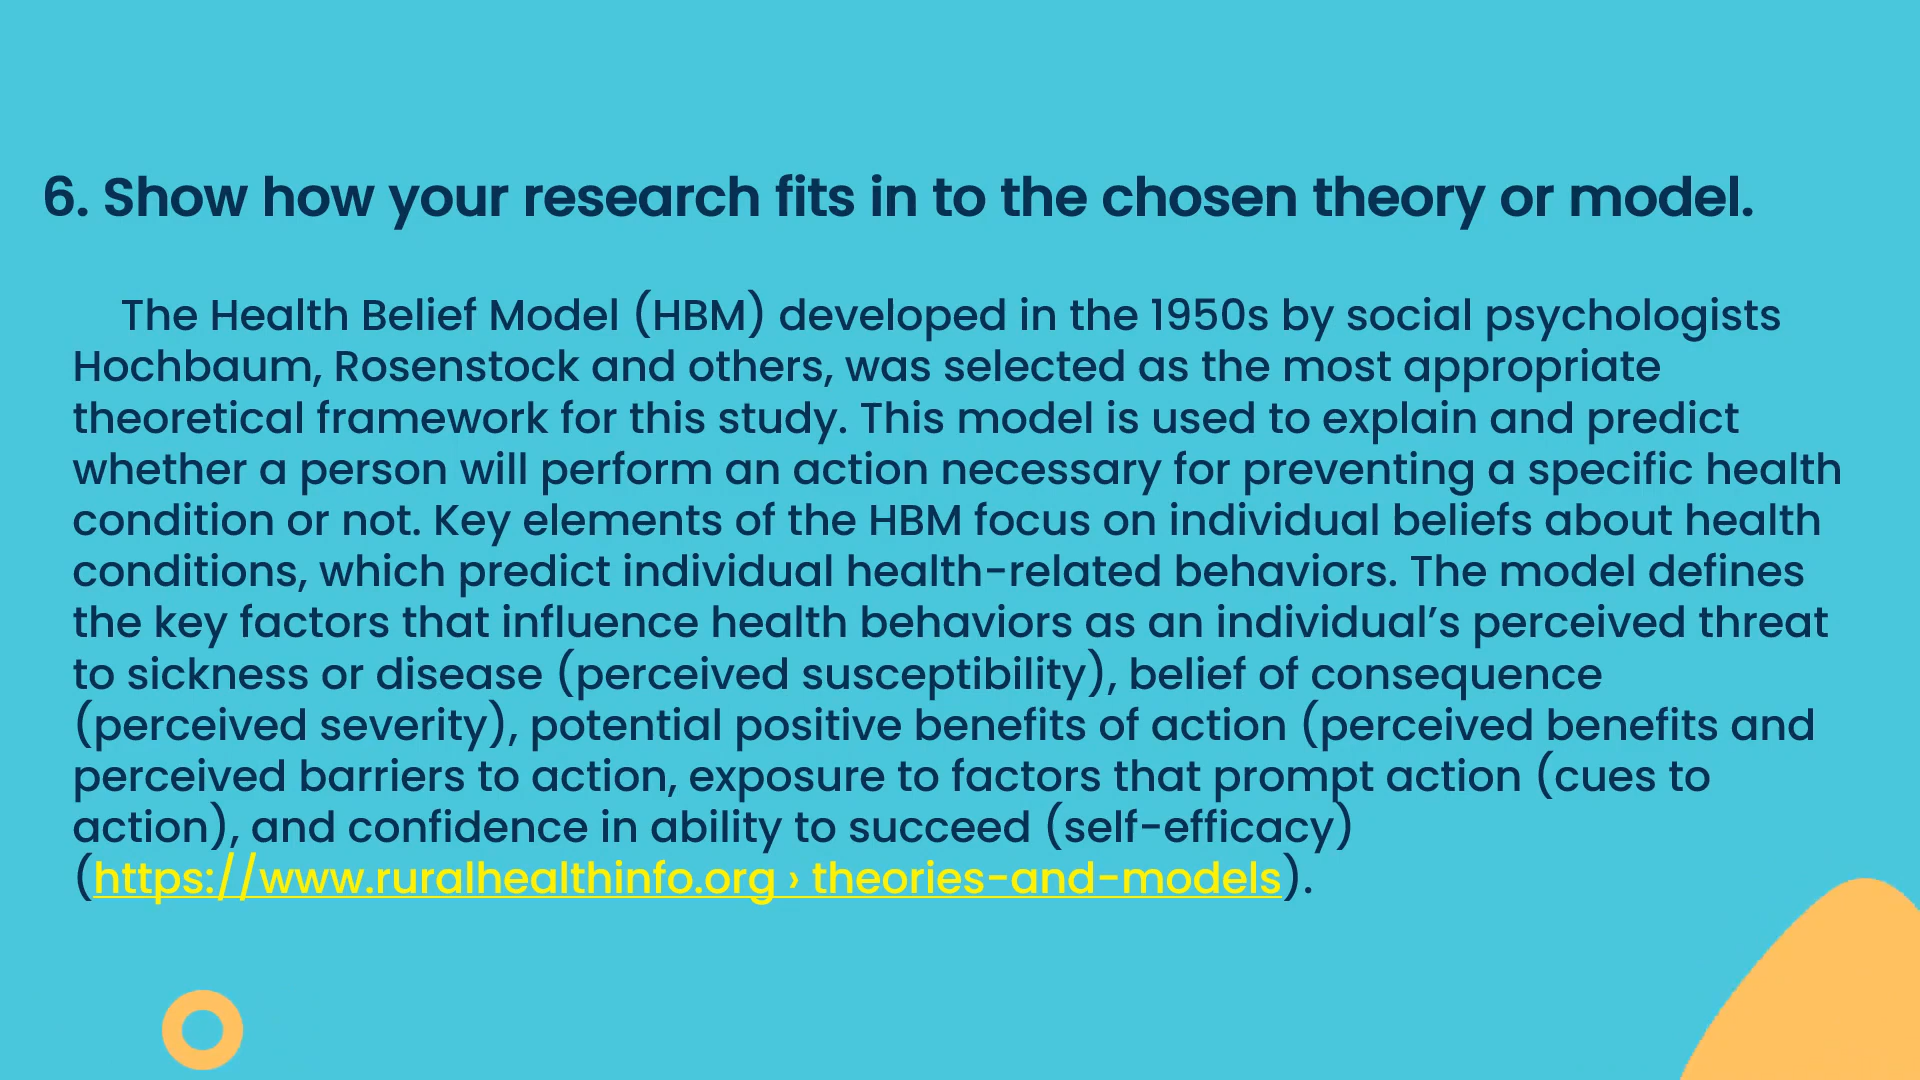 6. Show how your research fits in to the chosen theory or model.
The Health Belief Model (HBM) developed in the 1950s by social psychologists
Hochbaum, Rosenstock and others, was selected as the most appropriate
theoretical framework for this study. This model is used to explain and predict
whether a person will perform an action necessary for preventing a specific health
condition or not. Key elements of the HBM focus on individual beliefs about health
conditions, which predict individual health-related behaviors. The model defines
the key factors that influence health behaviors as an individual’s perceived threat
to sickness or disease (perceived susceptibility), belief of consequence
(perceived severity), potential positive benefits of action (perceived benefits and
perceived barriers to action, exposure to factors that prompt action (cues to
action), and confidence in ability to succeed (self-efficacy)
(https://www.ruralhealthinfo.org › theories-and-models).